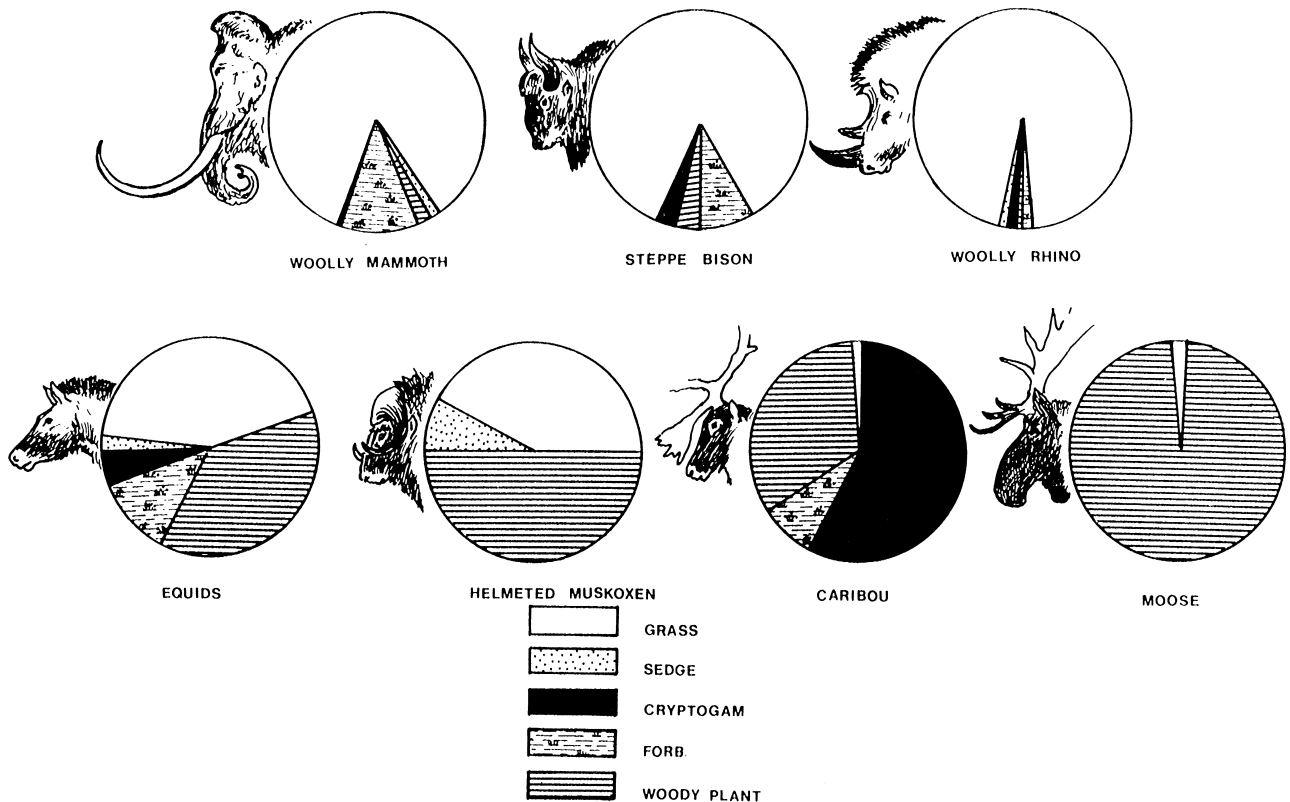 WOOLLY MAMMOTH
STEPPE BISON
WOOLLY RHINO
EQUIDS
HELMETED MUSKOXEN
CARIBOU
MOOSE
GRASS
SEDGE
CRYPTOGAM
FORB.
WOODY PLANT